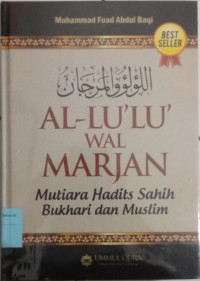 Muhammad Fuad Abdul Baqi
BEST
SELLER
اللؤلؤ والمرجان
AL-LU'LU'
WAL
MARJAN
Mutiara Hadits Sahih
Bukhari dan Muslim
UMMUL QURA